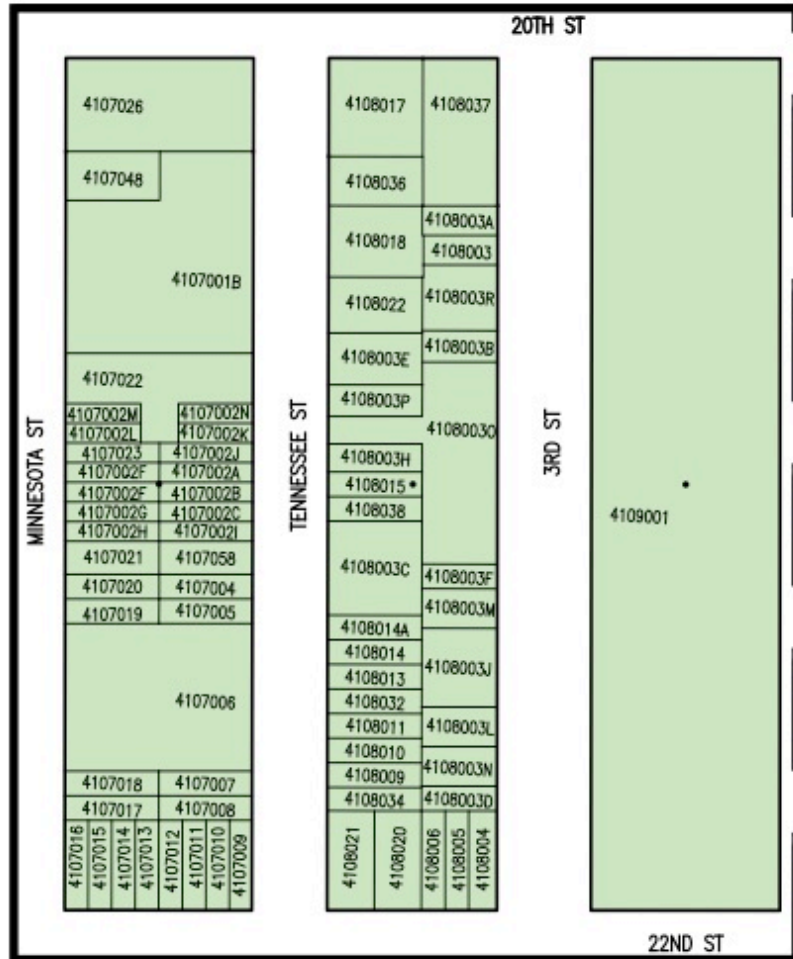 20TH ST
MINNESOTA ST
4107026
4107048
4107001B
4107022
4107002M
4107002N
4107002L
4107002K
4107023
4107002J
4107002F
4107002A
4107002F
4107002B
4107002G
4107002C
4107002H
4107002I
4107021
4107058
4107020
4107004
4107019
4107005
4107006
4107018
4107007
4107017
4107008
4107016
4107015
4107014
4107013
4107012
4107011
4107010
4107009
TENNESSEE ST
4108017
4108037
4108036
4108003A
4108018
4108003
4108003R
4108022
4108003B
4108003E
4108003P
4108003O
4108003H
4108015
4108038
4108003C
4108003F
4108003M
4108014A
4108014
4108003J
4108013
4108032
4108011
4108003L
4108010
4108003N
4108009
4108034
4108003D
4108021
4108020
4108006
4108005
4108004
3RD ST
4109001
22ND ST